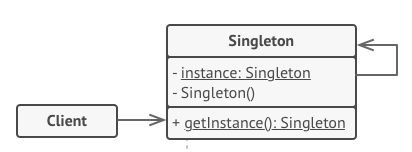 Singleton
- instance: Singleton
- Singleton()
Client
+ getInstance(): Singleton